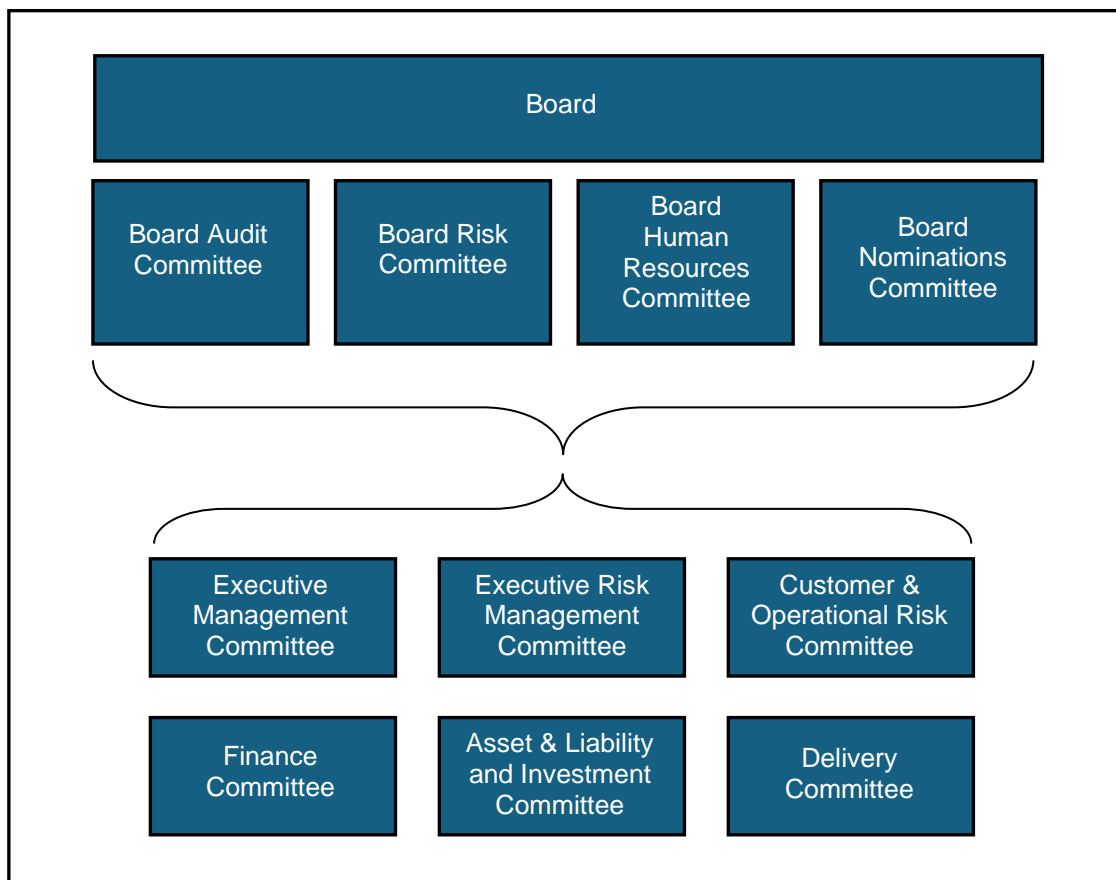 Board
Board Audit
Committee
Board Risk
Committee
Board
Human
Resources
Committee
Board
Nominations
Committee
Executive
Management
Committee
Executive Risk
Management
Committee
Customer &
Operational Risk
Committee
Finance
Committee
Asset & Liability
and Investment
Committee
Delivery
Committee